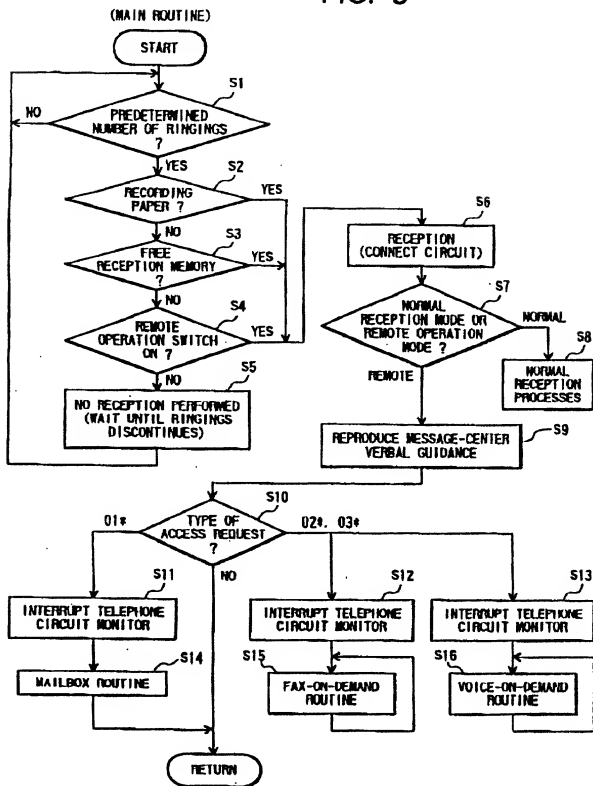 (MAIN ROUTINE)
START
S1
NO
PREDETERMINED
NUMBER OF RINGINGS
?
YES
S2
RECORDING
PAPER ?
YES
NO
S3
FREE
RECEPTION MEMORY
?
YES
NO
S4
REMOTE
OPERATION SWITCH
ON ?
YES
NO
S5
NO RECEPTION PERFORMED
(WAIT UNTIL RINGINGS
DISCONTINUES)
S6
RECEPTION
(CONNECT CIRCUIT)
S7
NORMAL
RECEPTION MODE OR
REMOTE OPERATION
MODE ?
NORMAL
S8
NORMAL
RECEPTION
PROCESSES
REMOTE
S9
REPRODUCE MESSAGE-CENTER
VERBAL GUIDANCE
S10
TYPE OF
ACCESS REQUEST
?
01*
02*, 03*
NO
S11
INTERRUPT TELEPHONE
CIRCUIT MONITOR
S12
INTERRUPT TELEPHONE
CIRCUIT MONITOR
S13
INTERRUPT TELEPHONE
CIRCUIT MONITOR
S14
MAILBOX ROUTINE
S15
FAX-ON-DEMAND
ROUTINE
S16
VOICE-ON-DEMAND
ROUTINE
RETURN